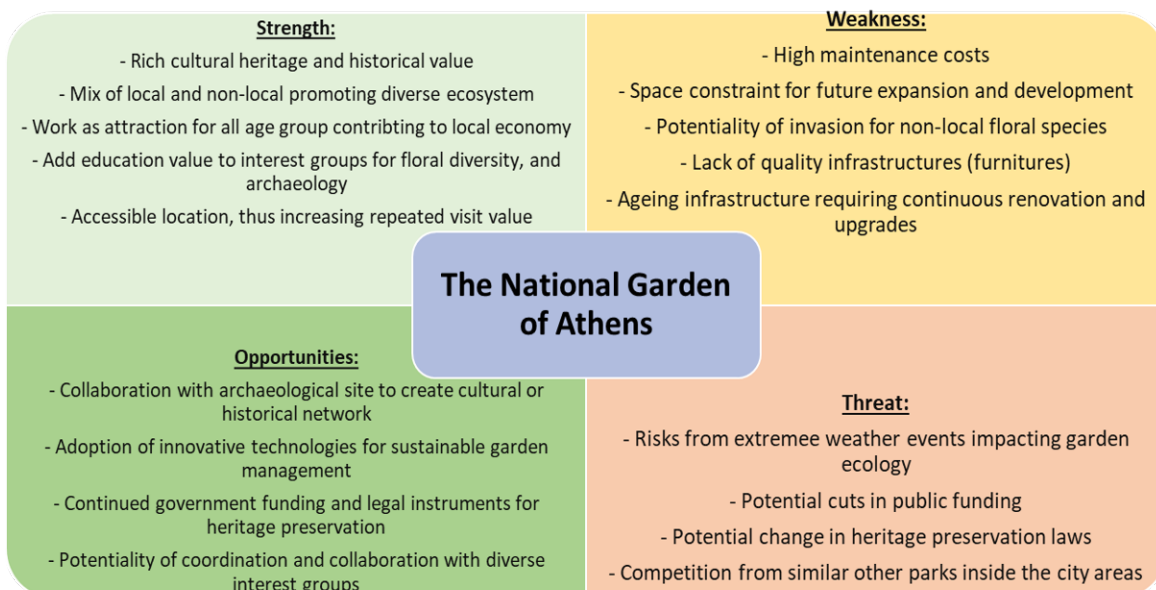 Strength:
- Rich cultural heritage and historical value
- Mix of local and non-local promoting diverse ecosystem
- Work as attraction for all age group contribting to local economy
- Add education value to interest groups for floral diversity, and
archaeology
- Accessible location, thus increasing repeated visit value
Weakness:
- High maintenance costs
- Space constraint for future expansion and development
- Potentiality of invasion for non-local floral species
- Lack of quality infrastructures (furnitures)
- Ageing infrastructure requiring continuous renovation and
upgrades
The National Garden
of Athens
Opportunities:
- Collaboration with archaeological site to create cultural or
historical network
- Adoption of innovative technologies for sustainable garden
management
- Continued government funding and legal instruments for
heritage preservation
- Potentiality of coordination and collaboration with diverse
interest groups
Threat:
- Risks from extremee weather events impacting garden
ecology
- Potential cuts in public funding
- Potential change in heritage preservation laws
- Competition from similar other parks inside the city areas